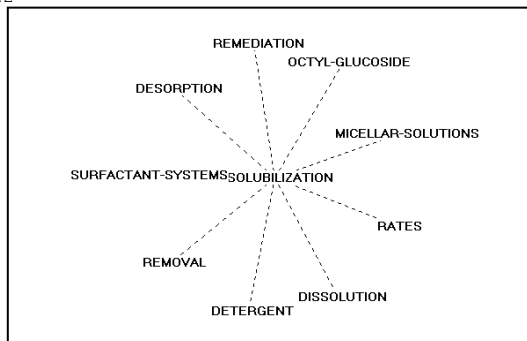 REMEDIATION
OCTYL-GLUCOSIDE
DESORPTION
MICELLAR-SOLUTIONS
SURFACTANT-SYSTEMS
SOLUBILIZATION
RATES
REMOVAL
DISSOLUTION
DETERGENT